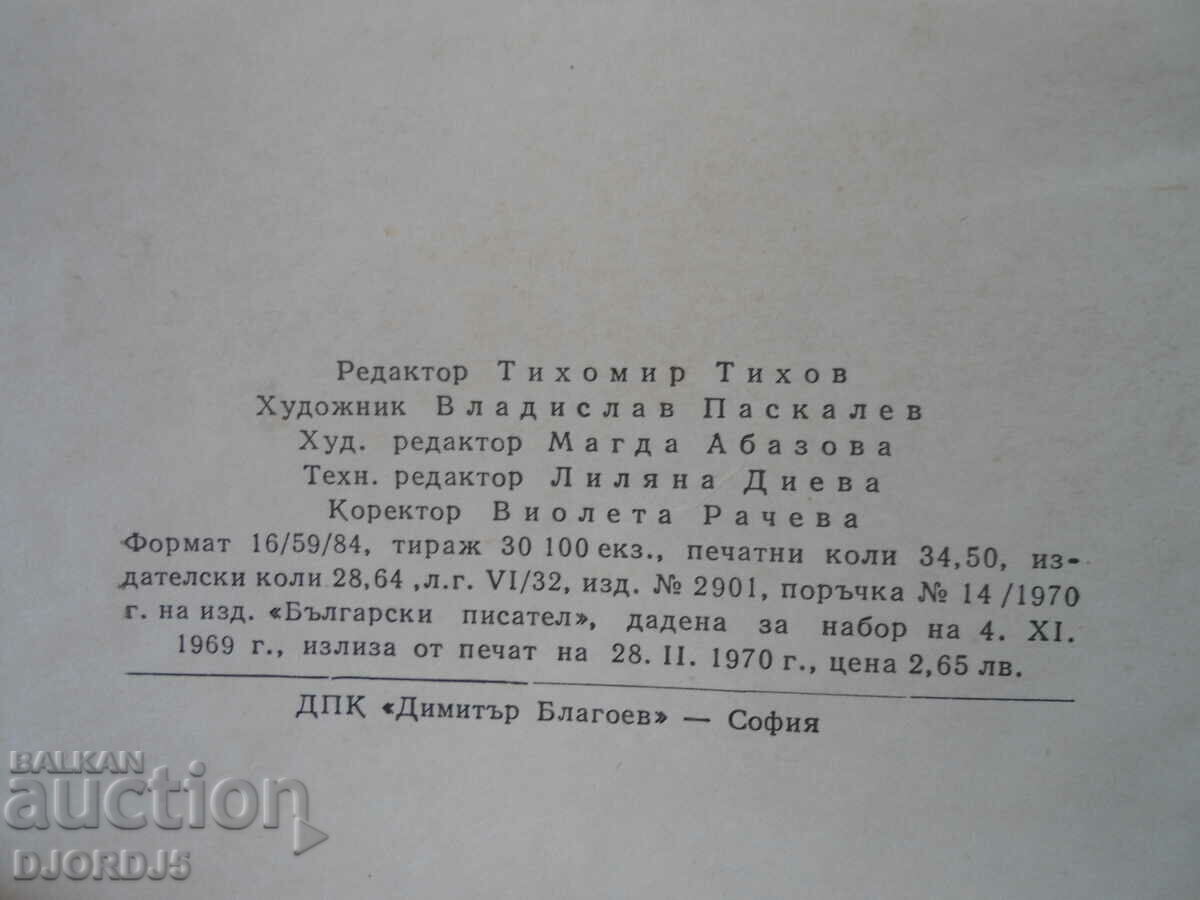 Редактор Тихомир Тихов
Художник Владислав Паскалев
Худ. редактор Магда Абазова
Техн. редактор Лиляна Диева
Коректор Виолета Рачева
Формат 16/59/84, тираж 30 100 екз., печатни коли 34,50, из-
дателски коли 28,64 ,л.г. VI/32, изд. № 2901, поръчка № 14/1970
г. на изд. «Български писател», дадена за набор на 4. XI.
1969 г., излиза от печат на 28. II. 1970 г., цена 2,65 лв.
ДПК «Димитър Благоев» — София
BALKAN
auction
DJORDJ5